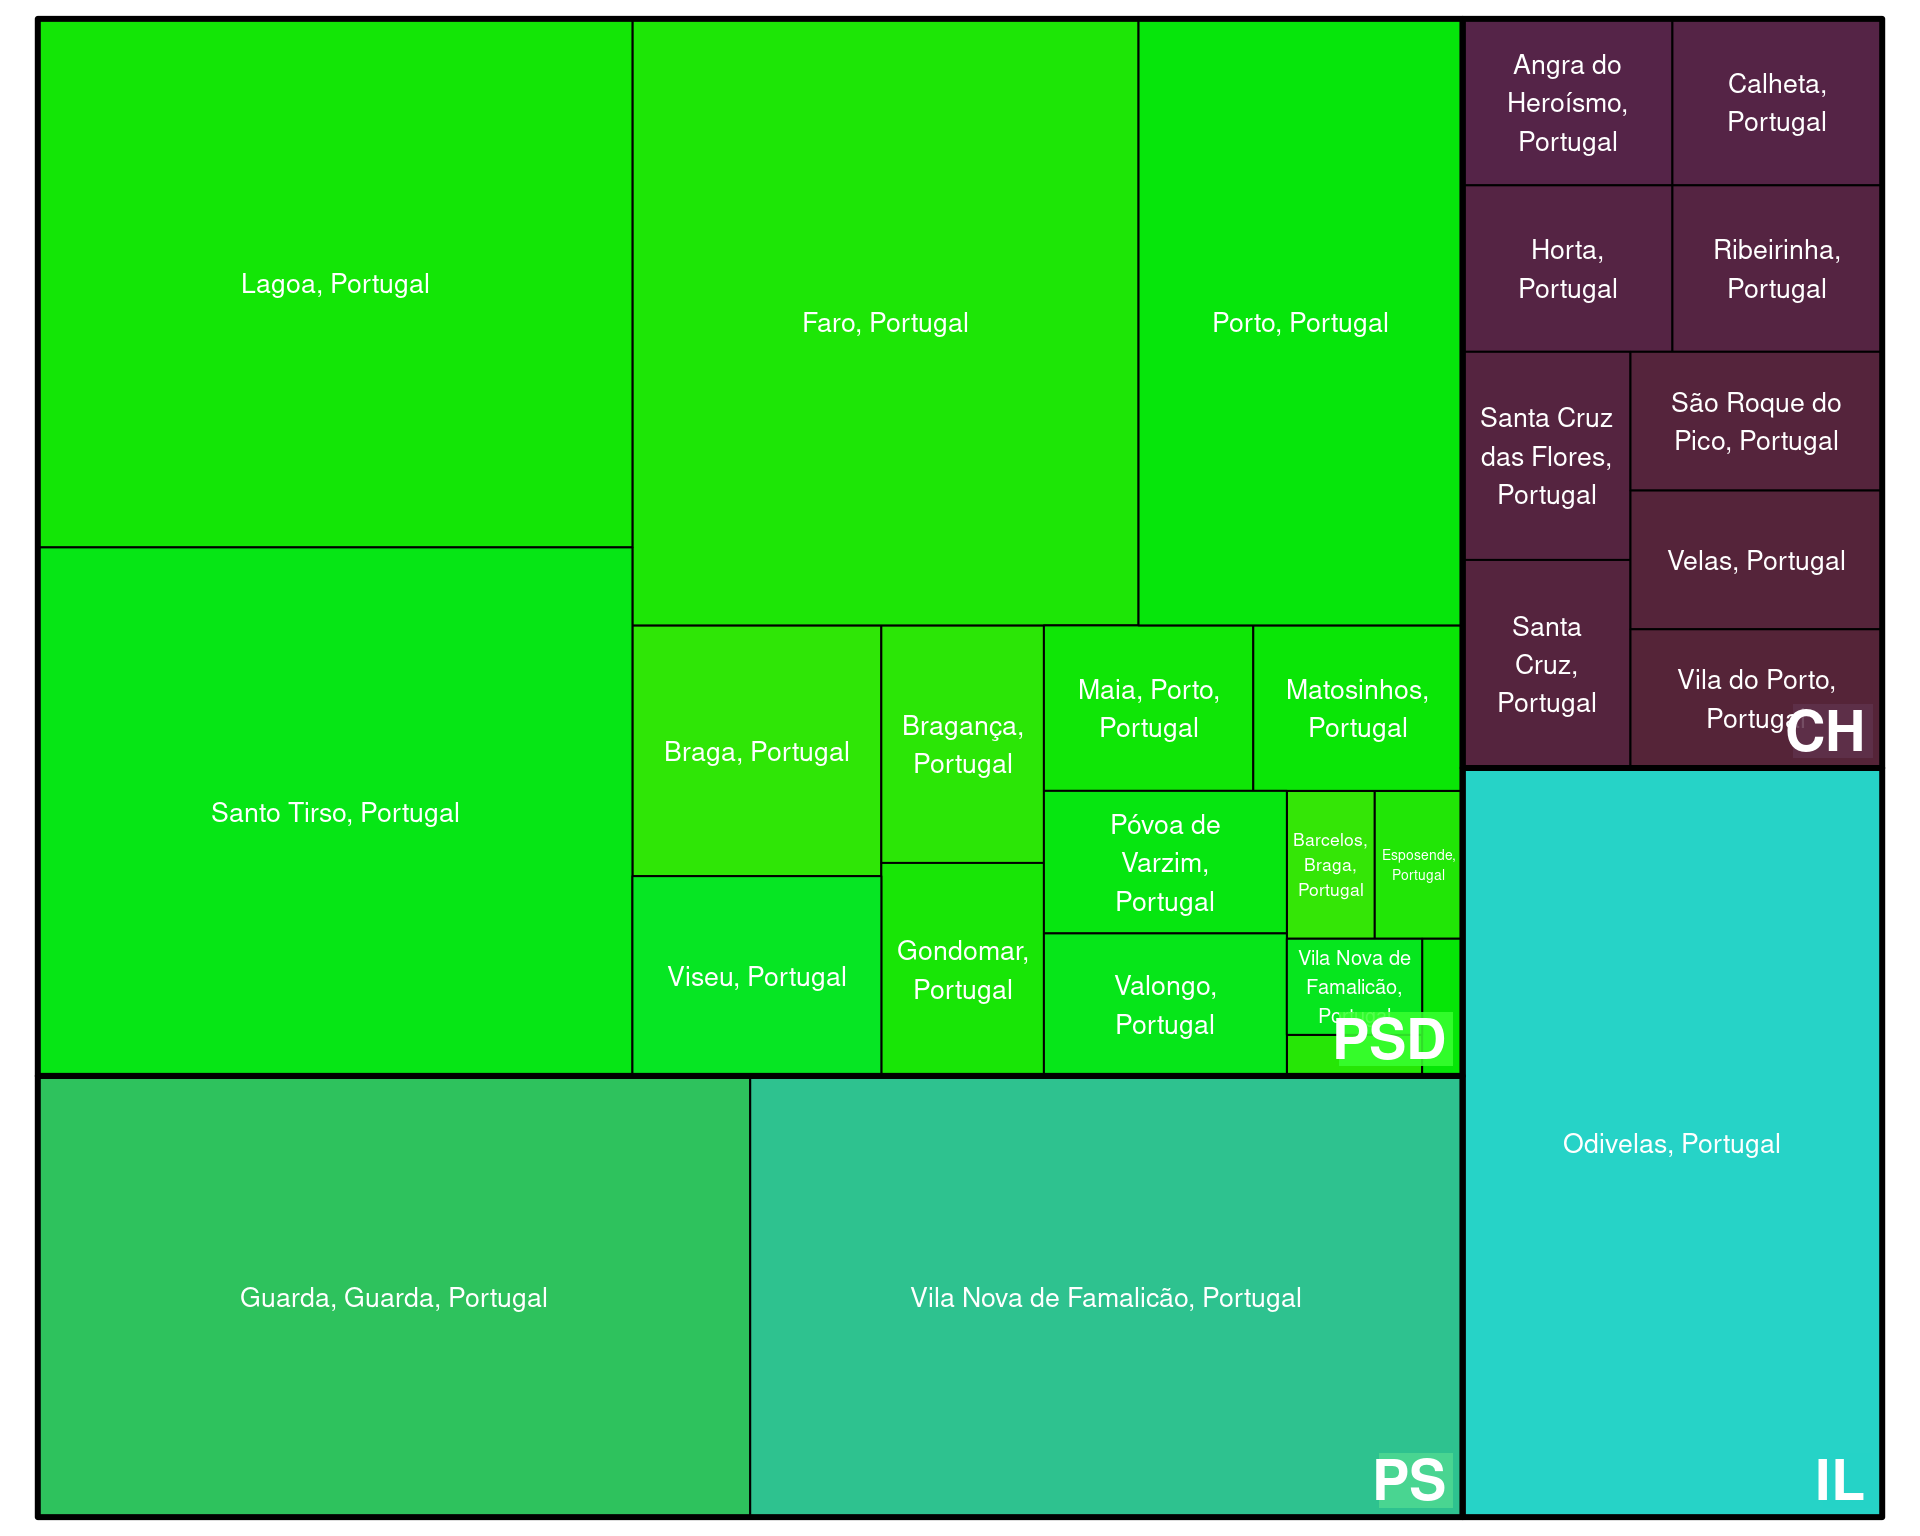 Lagoa, Portugal
Faro, Portugal
Porto, Portugal
Santo Tirso, Portugal
Braga, Portugal
Bragança,
Portugal
Maia, Porto,
Portugal
Matosinhos,
Portugal
Póvoa de
Varzim,
Portugal
Barcelos,
Braga,
Portugal
Esposende,
Portugal
Viseu, Portugal
Gondomar,
Portugal
Valongo,
Portugal
Vila Nova de
Famalicão,
Portugal
PSD
Guarda, Guarda, Portugal
Vila Nova de Famalicão, Portugal
PS
Angra do
Heroísmo,
Portugal
Calheta,
Portugal
Horta,
Portugal
Ribeirinha,
Portugal
Santa Cruz
das Flores,
Portugal
São Roque do
Pico, Portugal
Velas, Portugal
Santa
Cruz,
Portugal
Vila do Porto,
Portugal
CH
Odivelas, Portugal
IL